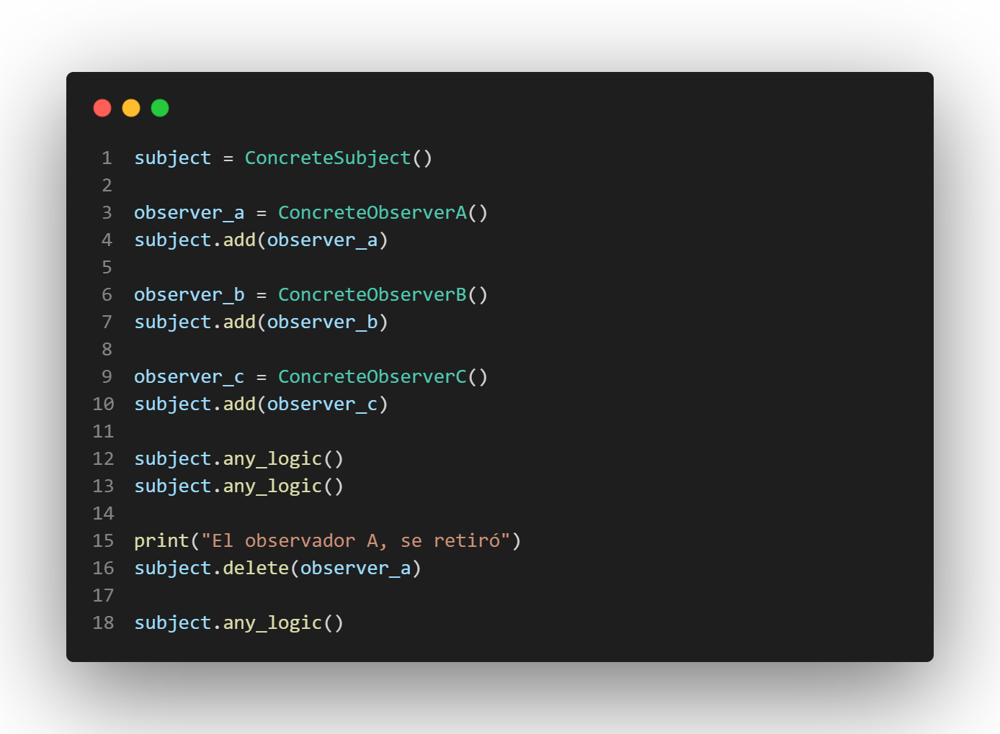 1 subject = ConcreteSubject()
2
3 observer_a = ConcreteObserverA()
4 subject.add(observer_a)
5
6 observer_b = ConcreteObserverB()
7 subject.add(observer_b)
8
9 observer_c = ConcreteObserverC()
10 subject.add(observer_c)
11
12 subject.any_logic()
13 subject.any_logic()
14
15 print("El observador A, se retiró")
16 subject.delete(observer_a)
17
18 subject.any_logic()